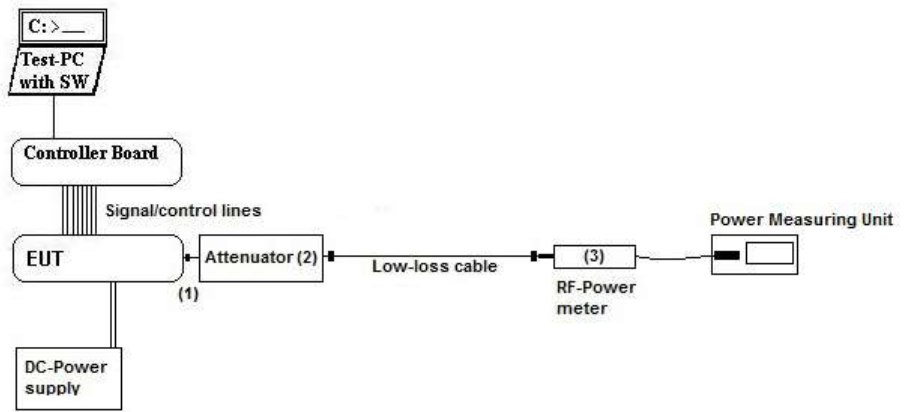 C: >__
Test-PC
with SW
Controller Board
Signal/control lines
Power Measuring Unit
EUT
Attenuator (2)
Low-loss cable
(3)
(1)
RF-Power
meter
DC-Power
supply